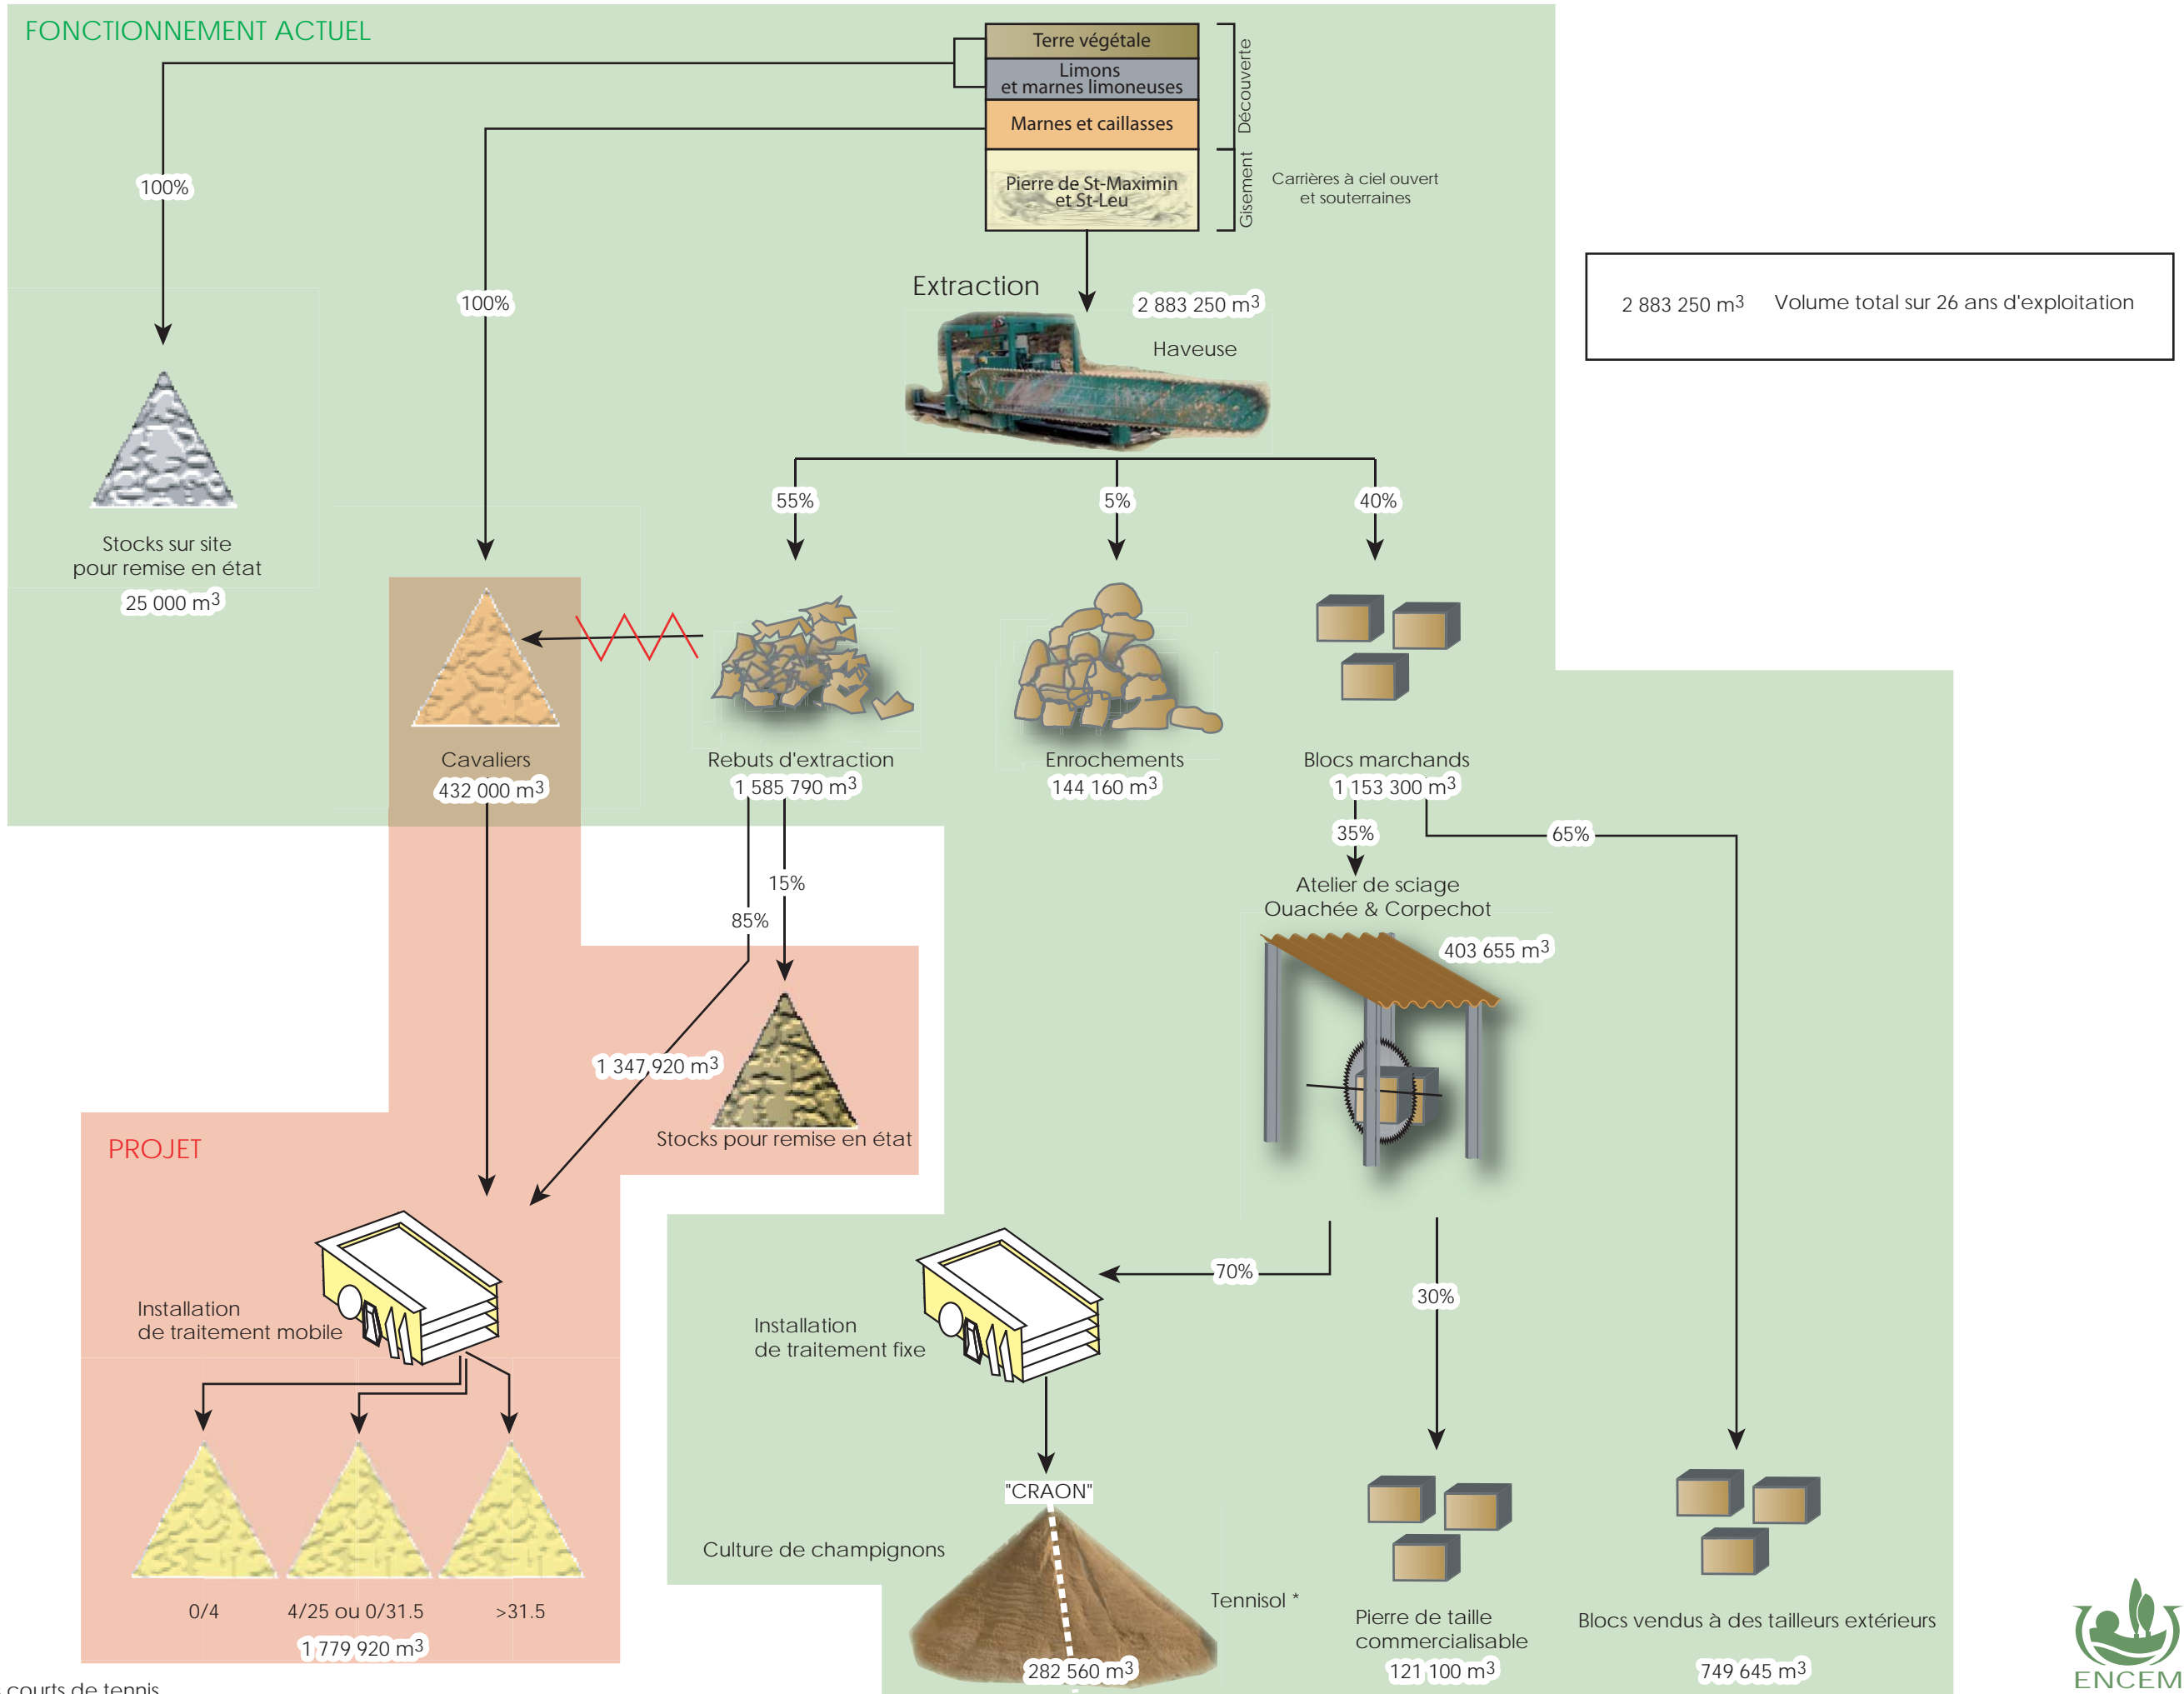 FONCTIONNEMENT ACTUEL
Terre végétale
Limons
et marnes limoneuses
Marnes et caillasses
Pierre de St-Maximin
et St-Leu
Découverte
Gisement
Carrières à ciel ouvert
et souterraines
100%
100%
Extraction
2 883 250 m³
Haveuse
2 883 250 m³ Volume total sur 26 ans d'exploitation
55%
5%
40%
Stocks sur site
pour remise en état
25 000 m³
Cavaliers
432 000 m³
Rebuts d'extraction
1 585 790 m³
Enrochements
144 160 m³
Blocs marchands
1 153 300 m³
35%
65%
15%
85%
Atelier de sciage
Ouachée & Corpechot
403 655 m³
1 347 920 m³
Stocks pour remise en état
PROJET
Installation
de traitement mobile
70%
30%
Installation
de traitement fixe
"CRAON"
Culture de champignons
Tennisol *
282 560 m³
0/4
4/25 ou 0/31.5
>31.5
1 779 920 m³
Pierre de taille
commercialisable
121 100 m³
Blocs vendus à des tailleurs extérieurs
749 645 m³
courts de tennis
ENCEM